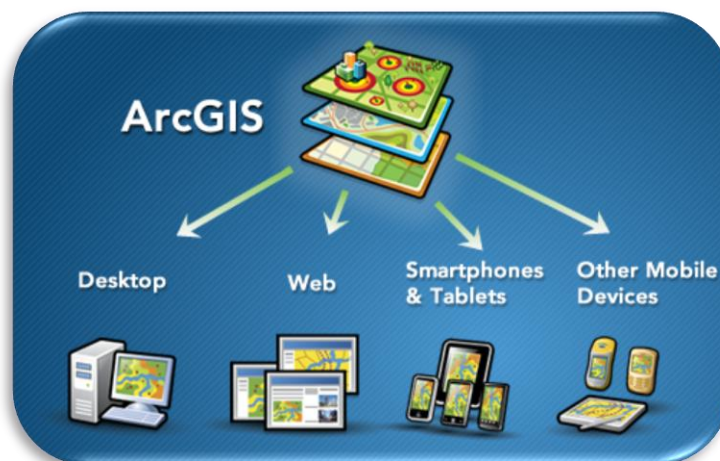 ArcGIS
Desktop
Web
Smartphones
& Tablets
Other Mobile
Devices